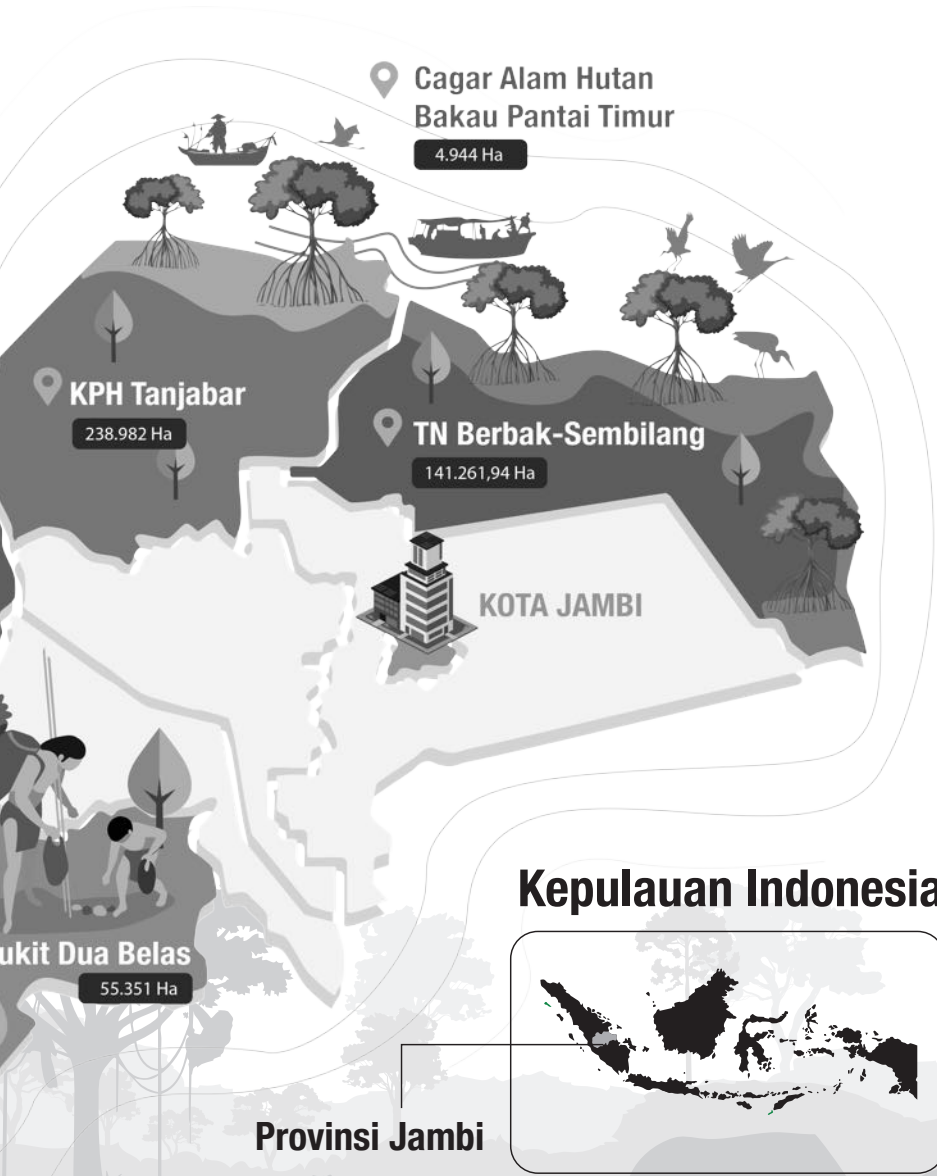 Cagar Alam Hutan
Bakau Pantai Timur
4.944 Ha
KPH Tanjabar
238.982 Ha
TN Berbak-Sembilang
141.261,94 Ha
KOTA JAMBI
ukit Dua Belas
55.351 Ha
Kepulauan Indonesia
Provinsi Jambi